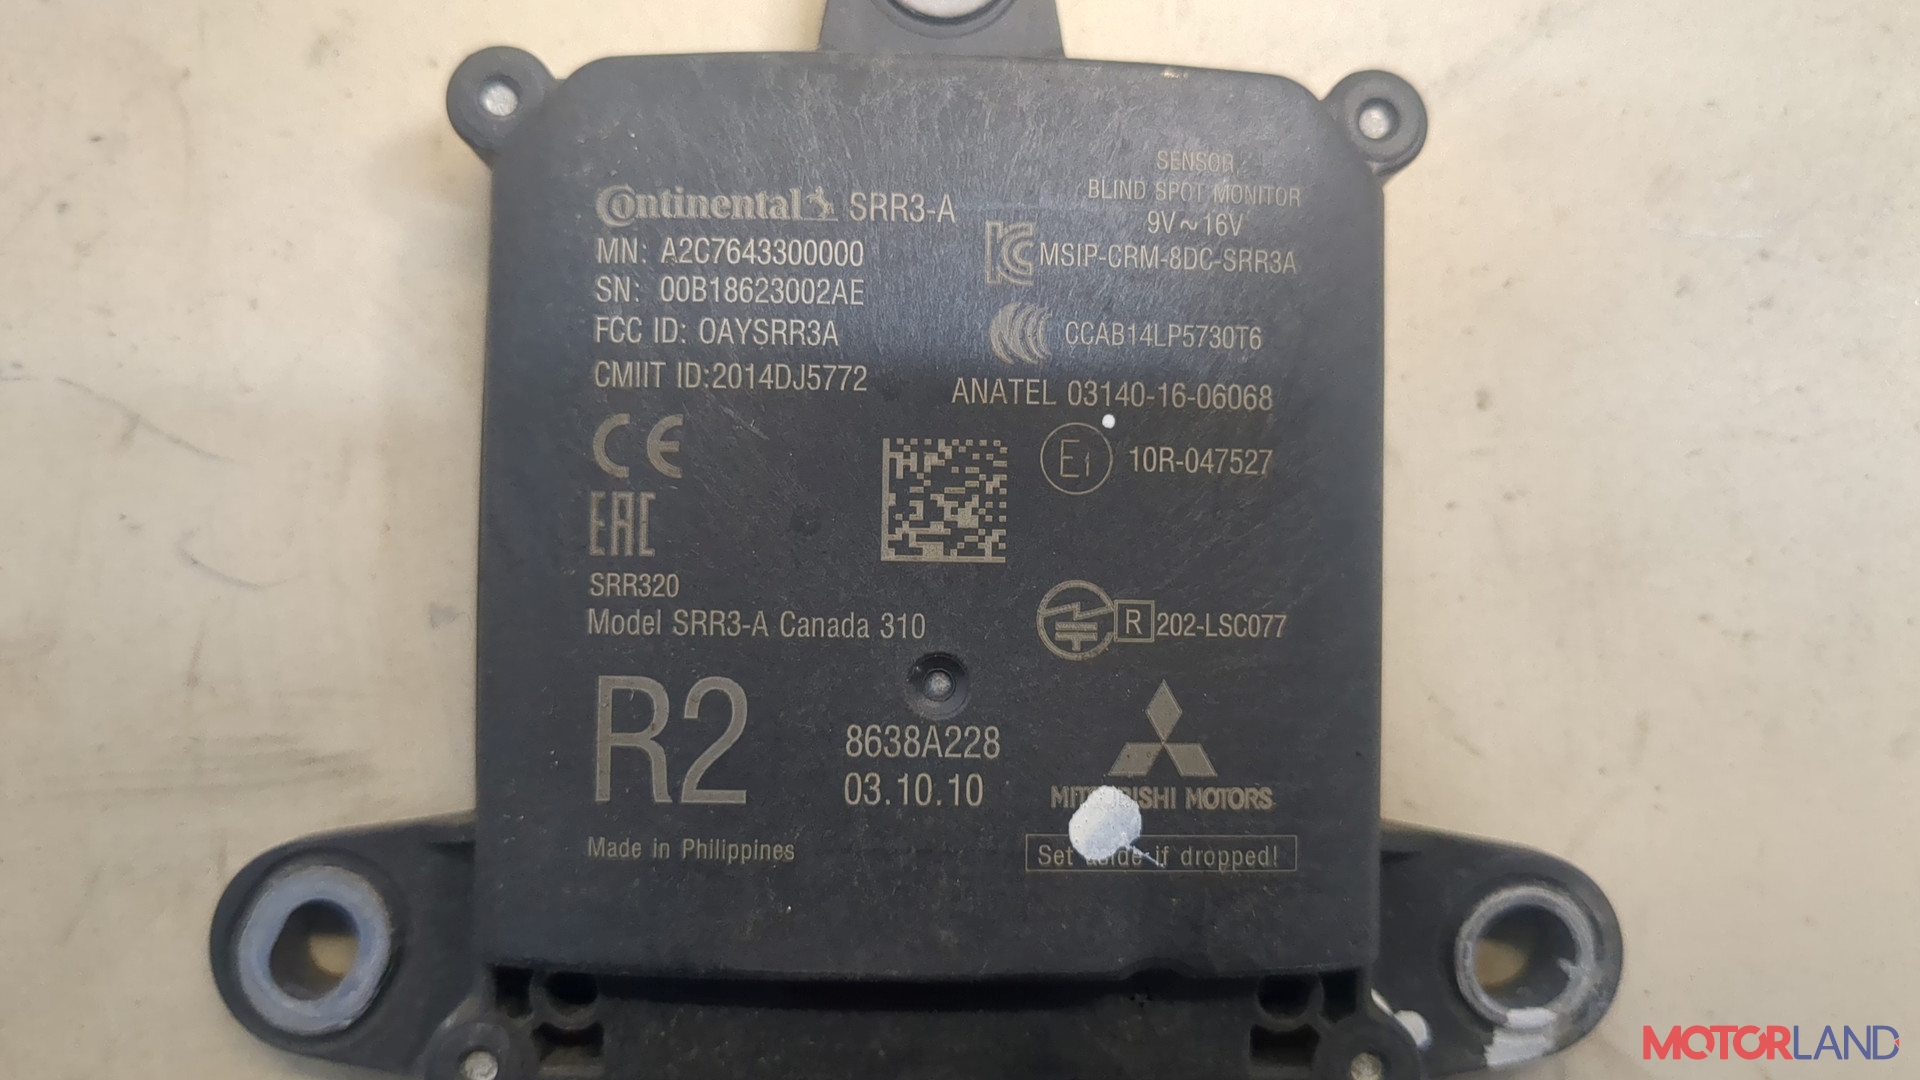 Continental SRR3-A
MN: A2C7643300000
SN: 00B18623002AE
FCC ID: OAYSRR3A
CMIIT ID:2014DJ5772
CE
EAC
SRR320
Model SRR3-A Canada 310
R2
Made in Philippines
SENSOR,
BLIND SPOT MONITOR
9V~16V
MSIP-CRM-8DC-SRR3A
CCAB14LP5730T6
ANATEL 03140-16-06068
E1 10R-047527
R 202-LSC077
8638A228
03.10.10
MITSUBISHI MOTORS
Set aside if dropped!
MOTORLAND